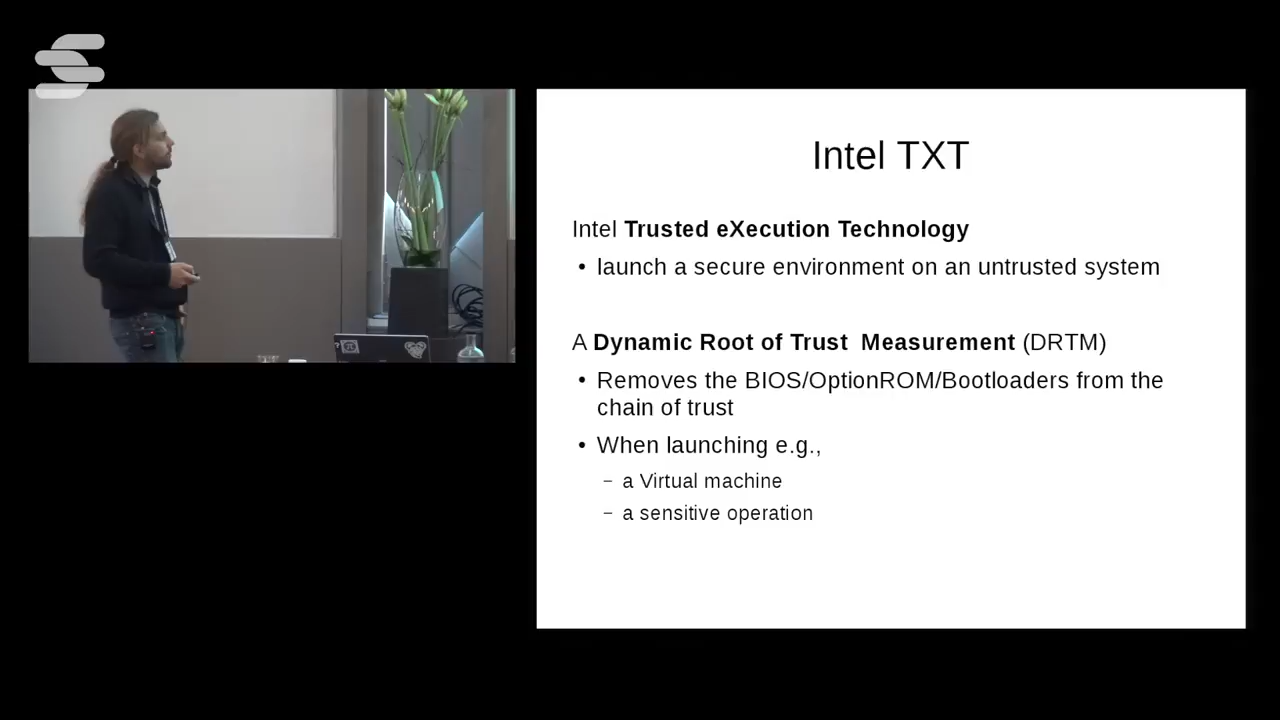 Intel TXT
Intel Trusted eXecution Technology
• launch a secure environment on an untrusted system
A Dynamic Root of Trust Measurement (DRTM)
• Removes the BIOS/OptionROM/Bootloaders from the
chain of trust
• When launching e.g.,
– a Virtual machine
– a sensitive operation